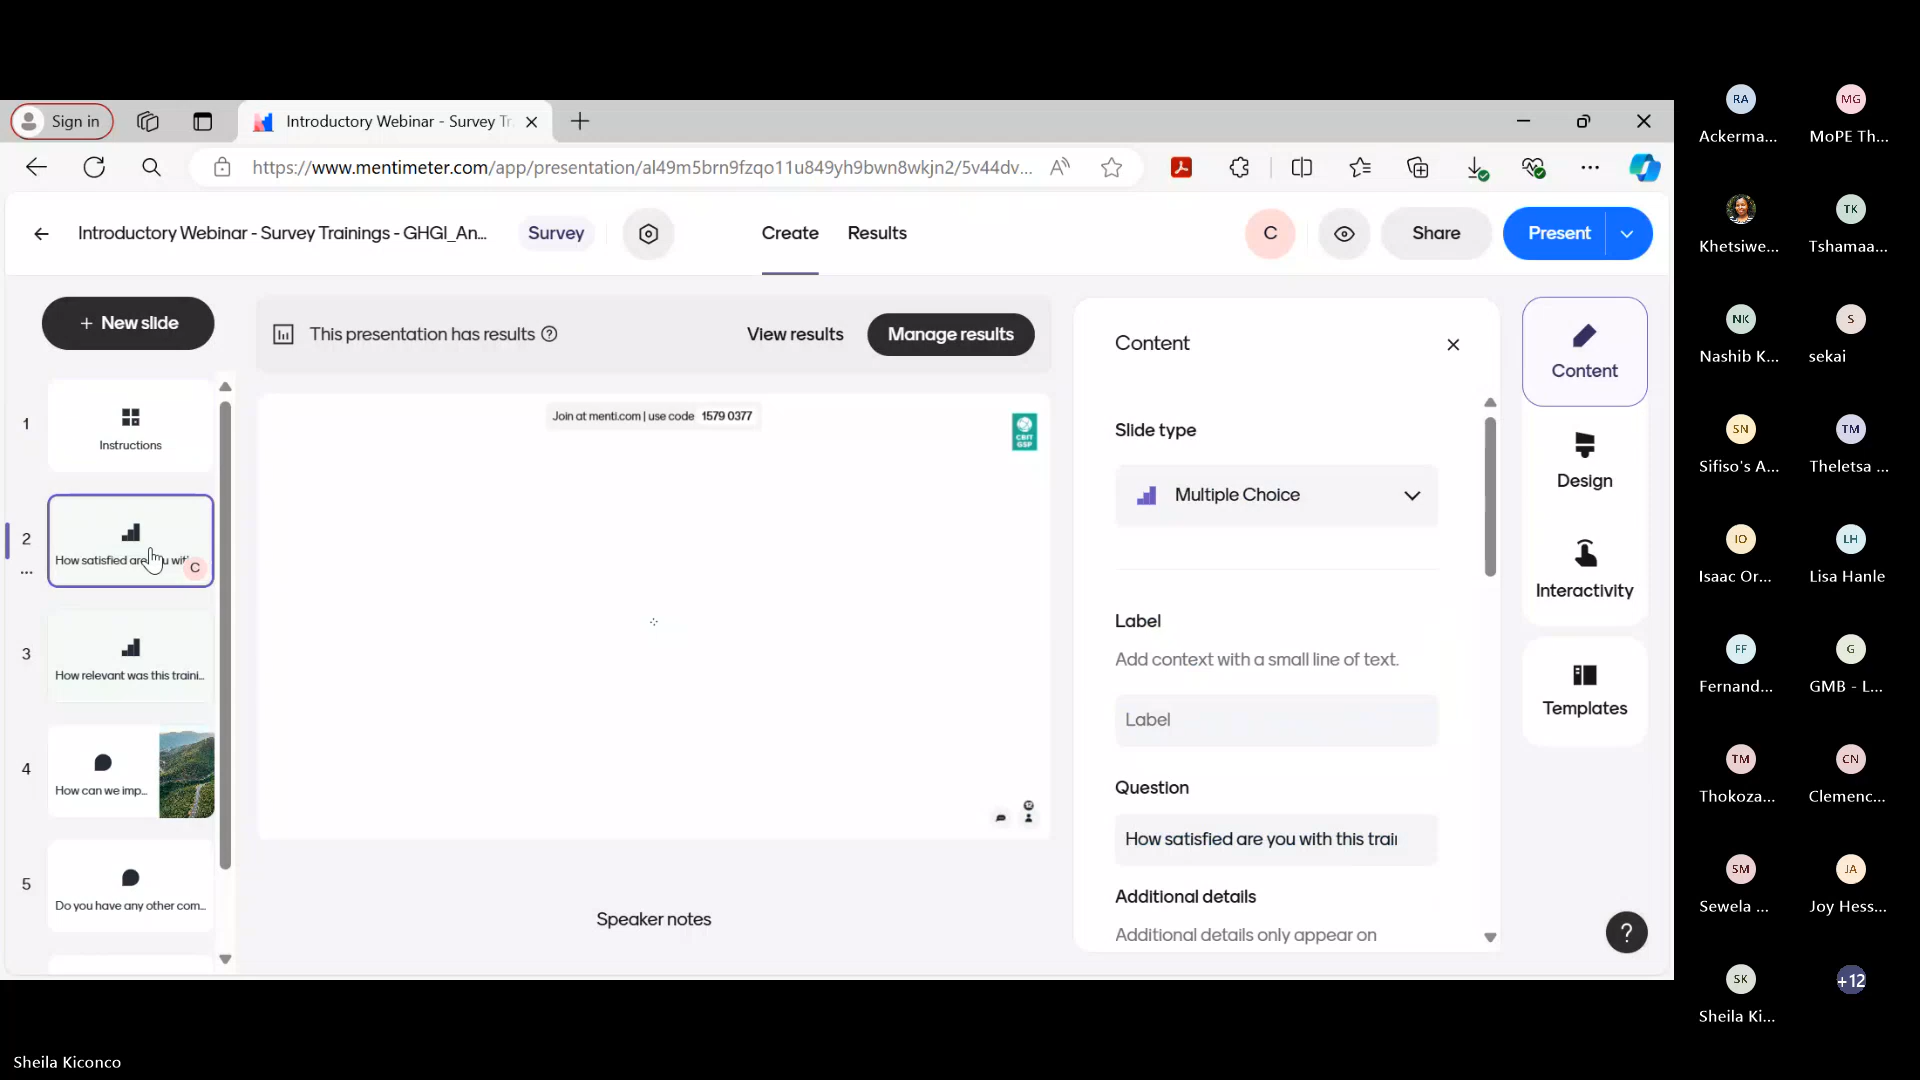 Sign in
Introductory Webinar - Survey Tr
https://www.mentimeter.com/app/presentation/al49m5brn9fzqo11u849yh9bwn8wkjn2/5v44dv...
Introductory Webinar - Survey Trainings - GHGI_An...
Survey
Create
Results
C
Share
Present
+ New slide
This presentation has results
View results
Manage results
1
Instructions
2
How satisfied are you wit
C
...
3
How relevant was this traini...
4
How can we imp...
5
Do you have any other com...
Join at menti.com | use code 1579 0377
CBIT
GSP
Speaker notes
Content
Slide type
Multiple Choice
Label
Add context with a small line of text.
Label
Question
How satisfied are you with this trai
Additional details
Additional details only appear on
Content
Design
Interactivity
Templates
?
RA
Ackerma...
MG
MoPE Th...
Khetsiwe...
TK
Tshamaa...
NK
Nashib K...
S
sekai
SN
Sifiso's A...
TM
Theletsa ...
IO
Isaac Or...
LH
Lisa Hanle
FF
Fernand...
G
GMB - L...
TM
Thokoza...
CN
Clemenc...
SM
Sewela ...
JA
Joy Hess...
SK
Sheila Ki...
+12
Sheila Kiconco